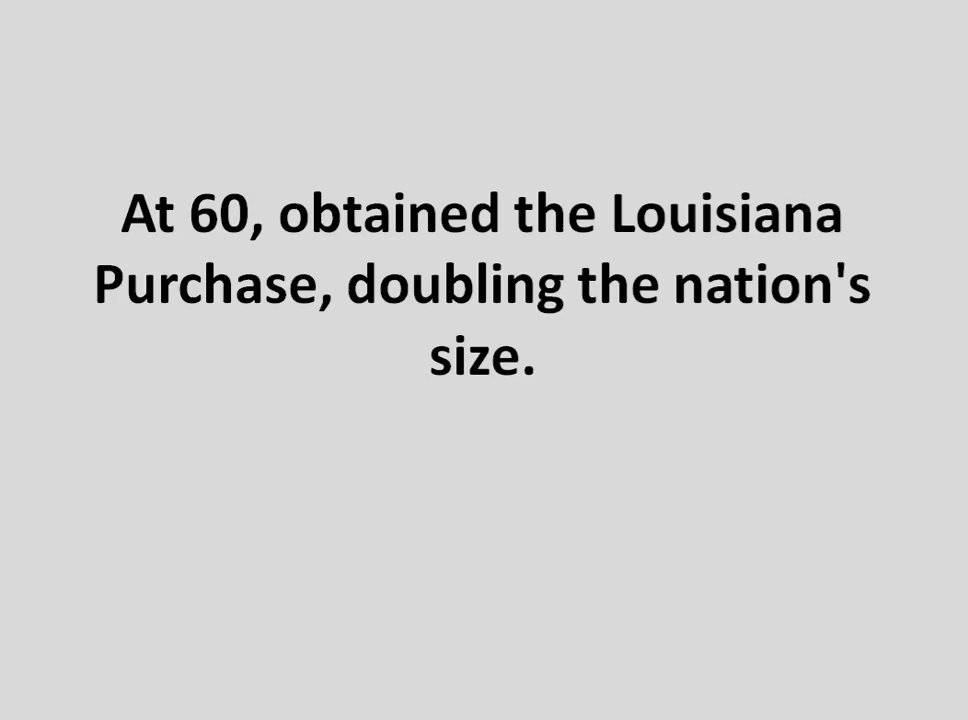 At 60, obtained the Louisiana
Purchase, doubling the nation's
size.